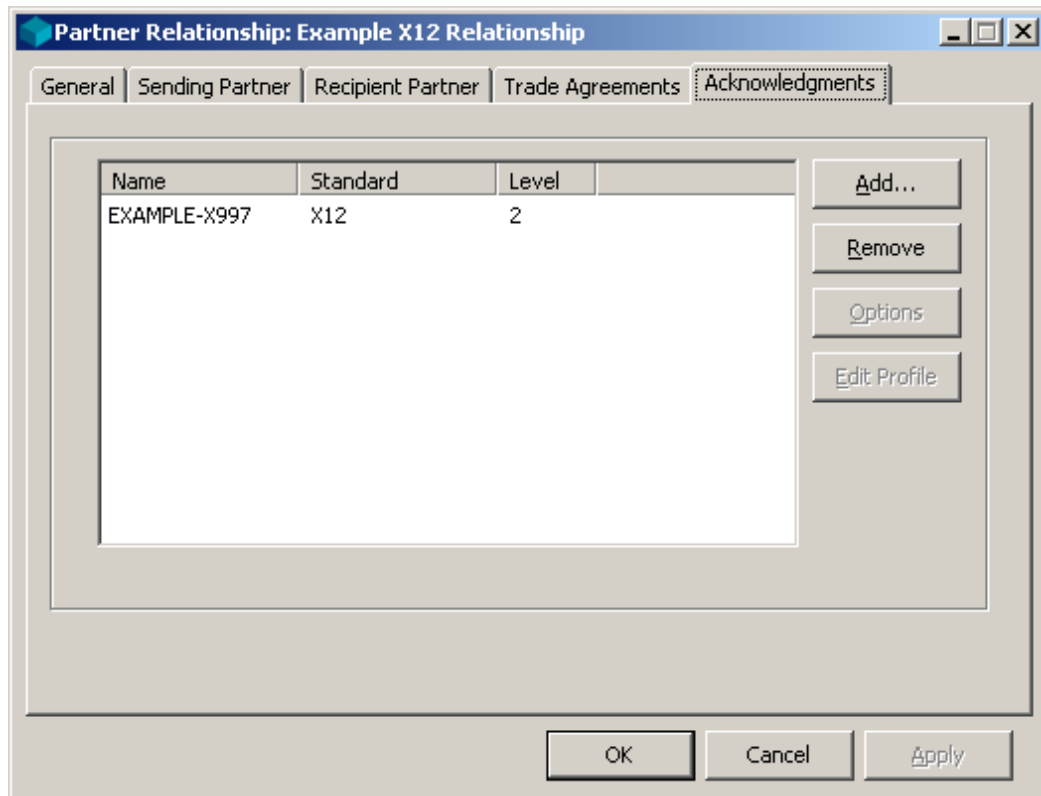 Partner Relationship: Example X12 Relationship
General Sending Partner Recipient Partner Trade Agreements Acknowledgments
Name Standard Level
EXAMPLE-X997 X12 2
Add...
Remove
Options
Edit Profile
OK Cancel Apply